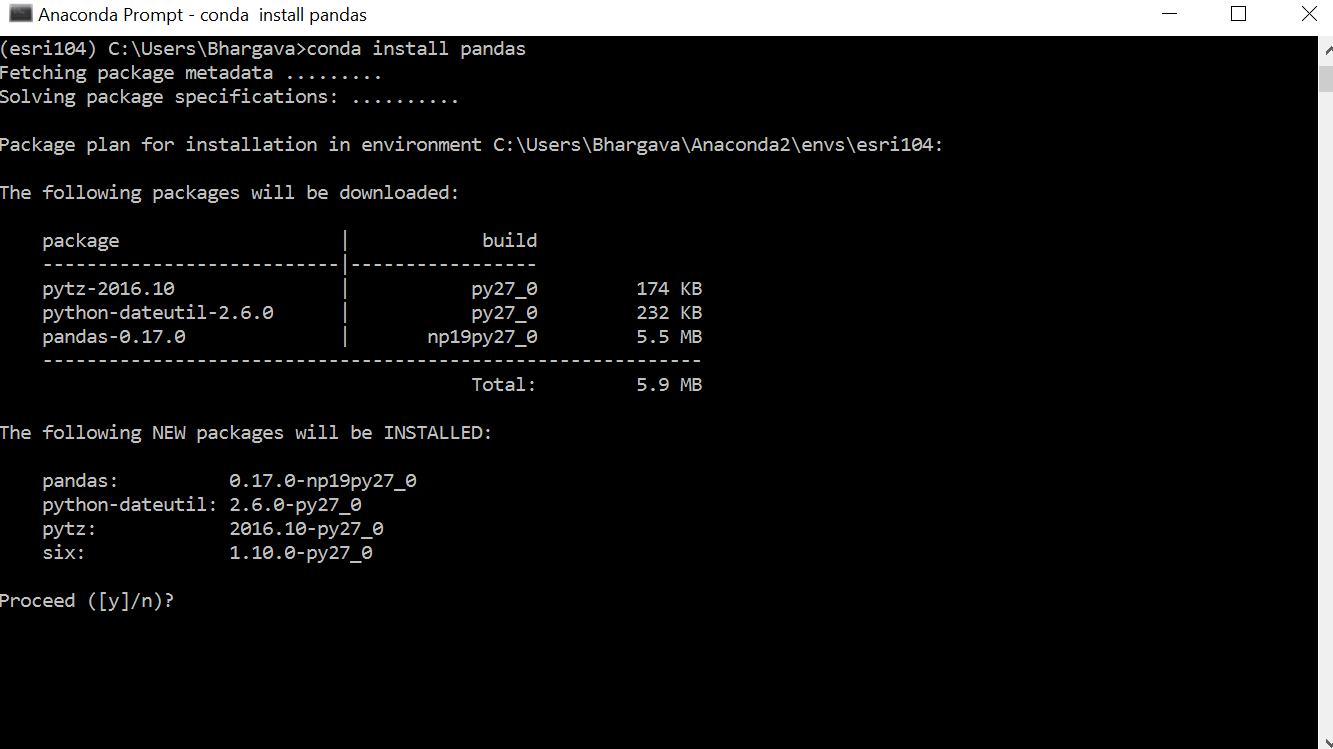 Anaconda Prompt - conda  install pandas
(esri104) C:\Users\Bhargava>conda install pandas
Fetching package metadata .........
Solving package specifications: ..........
Package plan for installation in environment C:\Users\Bhargava\Anaconda2\envs\esri104:
The following packages will be downloaded:
    package                    |            build
    ---------------------------|-----------------
    pytz-2016.10               |           py27_0         174 KB
    python-dateutil-2.6.0      |           py27_0         232 KB
    pandas-0.17.0              |       np19py27_0         5.5 MB
    ------------------------------------------------------------
                                           Total:         5.9 MB
The following NEW packages will be INSTALLED:
    pandas:          0.17.0-np19py27_0
    python-dateutil: 2.6.0-py27_0
    pytz:            2016.10-py27_0
    six:             1.10.0-py27_0
Proceed ([y]/n)?